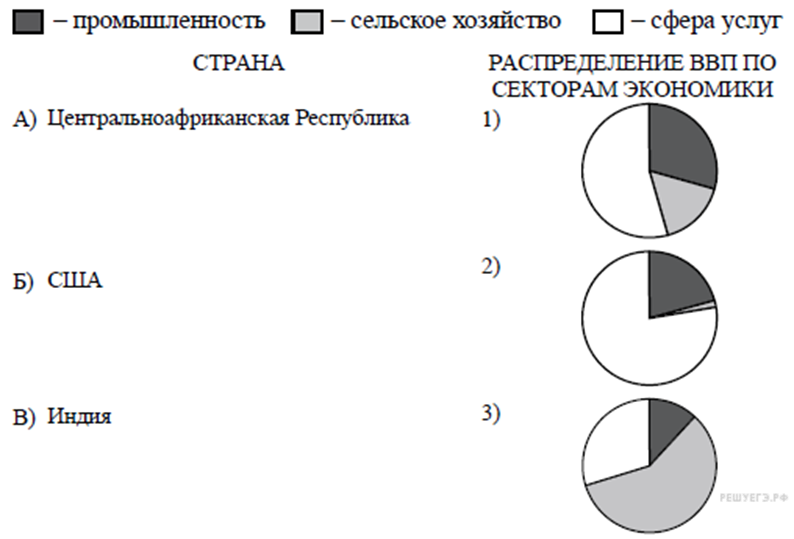 – промышленность – сельское хозяйство – сфера услуг
СТРАНА
РАСПРЕДЕЛЕНИЕ ВВП ПО
СЕКТОРАМ ЭКОНОМИКИ
А) Центральноафриканская Республика
1)
Б) США
2)
В) Индия
3)
РЕШУЕГЭ.РФ